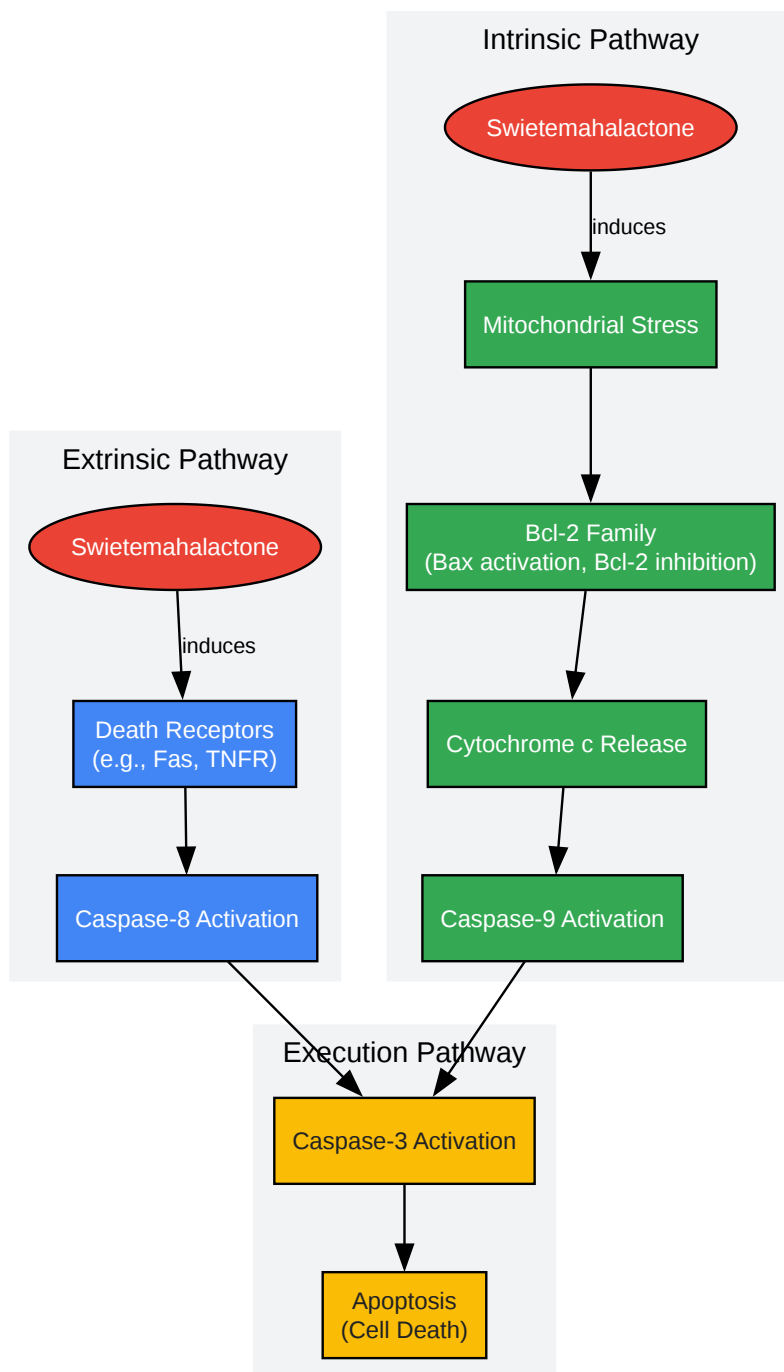 Intrinsic Pathway
Swietemahalactone
induces
Mitochondrial Stress
Bcl-2 Family
(Bax activation, Bcl-2 inhibition)
Cytochrome c Release
Caspase-9 Activation
Extrinsic Pathway
Swietemahalactone
induces
Death Receptors
(e.g., Fas, TNFR)
Caspase-8 Activation
Execution Pathway
Caspase-3 Activation
Apoptosis
(Cell Death)